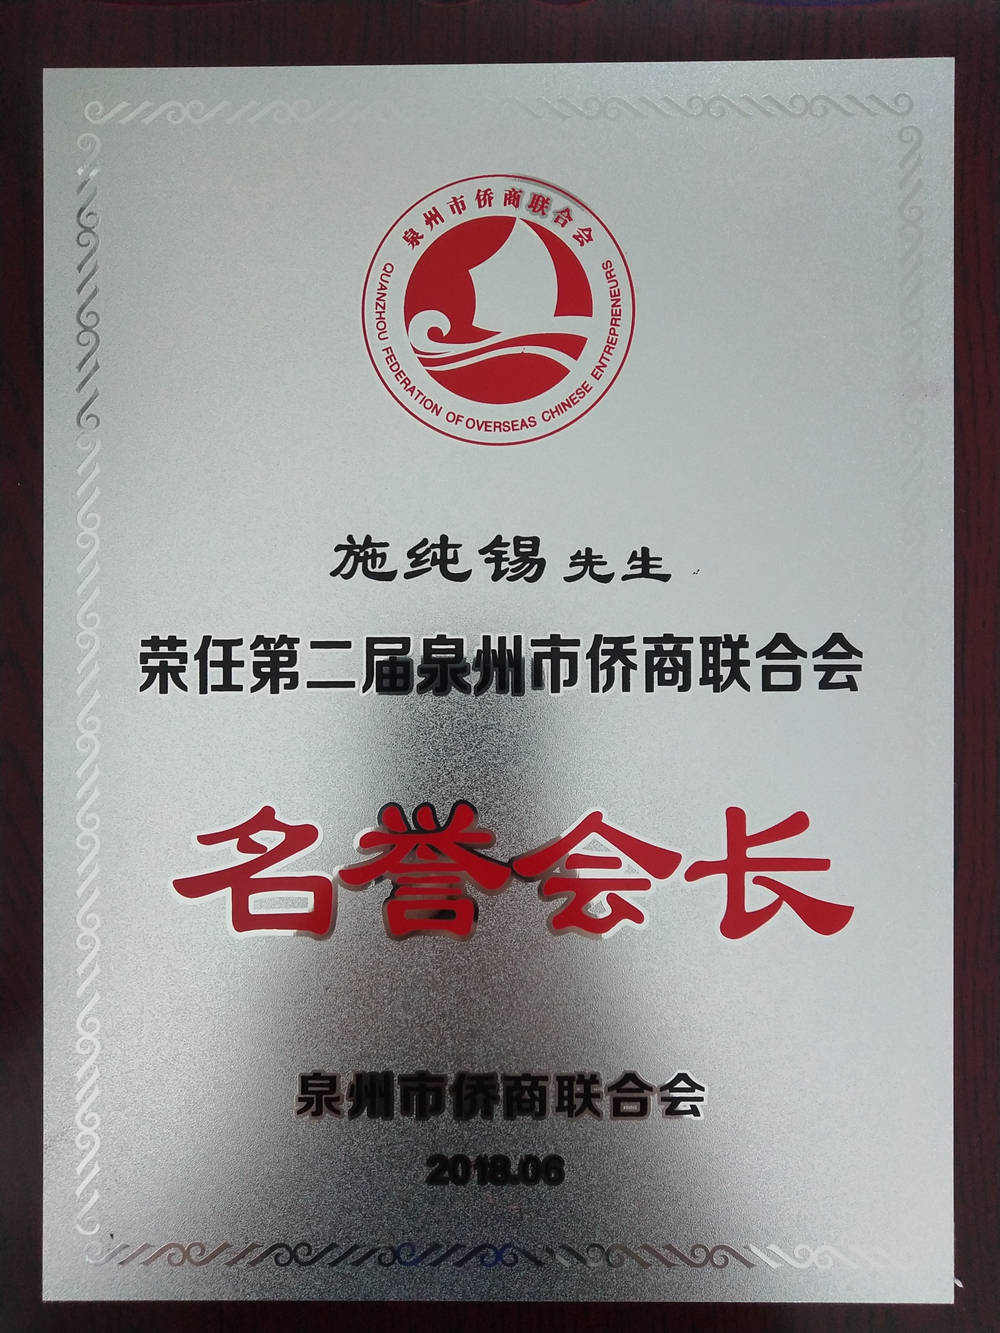 泉州市侨商联合会
QUANZHOU FEDERATION OF OVERSEAS CHINESE ENTREPRENEURS
施纯锡 先生
荣任第二届泉州市侨商联合会
名誉会长
泉州市侨商联合会
2018.06